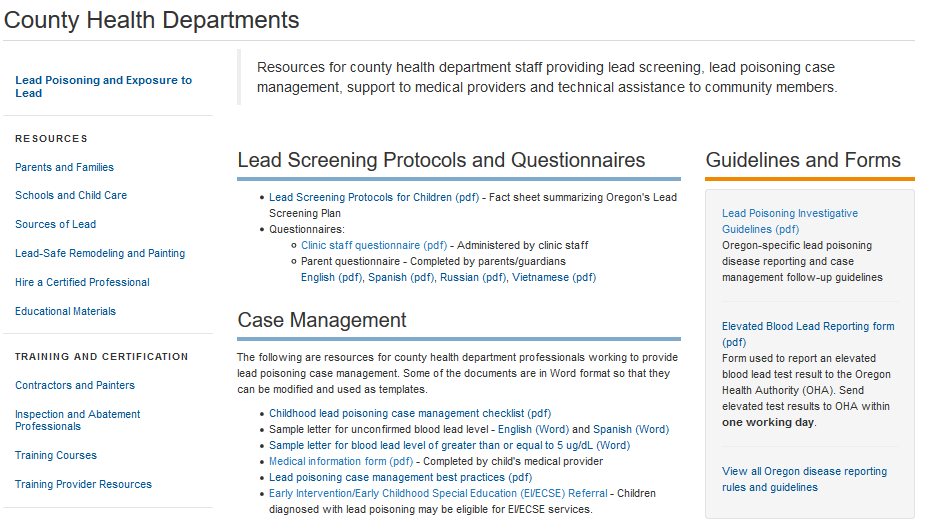 County Health Departments
Lead Poisoning and Exposure to
Lead
RESOURCES
Parents and Families
Schools and Child Care
Sources of Lead
Lead-Safe Remodeling and Painting
Hire a Certified Professional
Educational Materials
TRAINING AND CERTIFICATION
Contractors and Painters
Inspection and Abatement
Professionals
Training Courses
Training Provider Resources
Resources for county health department staff providing lead screening, lead poisoning case
management, support to medical providers and technical assistance to community members.
Lead Screening Protocols and Questionnaires
• Lead Screening Protocols for Children (pdf) - Fact sheet summarizing Oregon's Lead
Screening Plan
• Questionnaires:
○ Clinic staff questionnaire (pdf) - Administered by clinic staff
○ Parent questionnaire - Completed by parents/guardians
English (pdf), Spanish (pdf), Russian (pdf), Vietnamese (pdf)
Case Management
The following are resources for county health department professionals working to provide
lead poisoning case management. Some of the documents are in Word format so that they
can be modified and used as templates.
• Childhood lead poisoning case management checklist (pdf)
• Sample letter for unconfirmed blood lead level - English (Word) and Spanish (Word)
• Sample letter for blood lead level of greater than or equal to 5 ug/dL (Word)
• Medical information form (pdf) - Completed by child's medical provider
• Lead poisoning case management best practices (pdf)
• Early Intervention/Early Childhood Special Education (EI/ECSE) Referral - Children
diagnosed with lead poisoning may be eligible for EI/ECSE services.
Guidelines and Forms
Lead Poisoning Investigative
Guidelines (pdf)
Oregon-specific lead poisoning
disease reporting and case
management follow-up guidelines
Elevated Blood Lead Reporting form
(pdf)
Form used to report an elevated
blood lead test result to the Oregon
Health Authority (OHA). Send
elevated test results to OHA within
one working day.
View all Oregon disease reporting
rules and guidelines